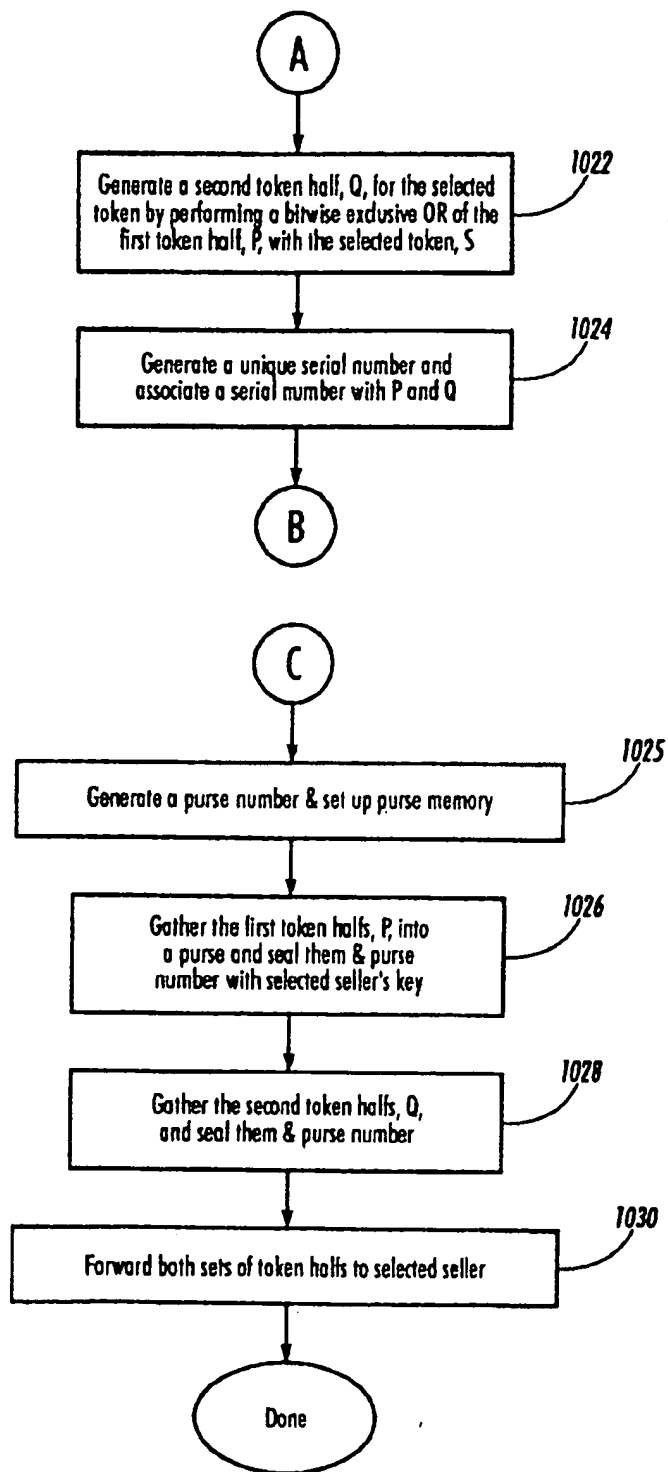 A
1022
Generate a second token half, Q, for the selected
token by performing a bitwise exclusive OR of the
first token half, P, with the selected token, S
1024
Generate a unique serial number and
associate a serial number with P and Q
B
C
1025
Generate a purse number & set up purse memory
1026
Gather the first token halfs, P, into
a purse and seal them & purse
number with selected seller's key
1028
Gather the second token halfs, Q,
and seal them & purse number
1030
Forward both sets of token halfs to selected seller
Done